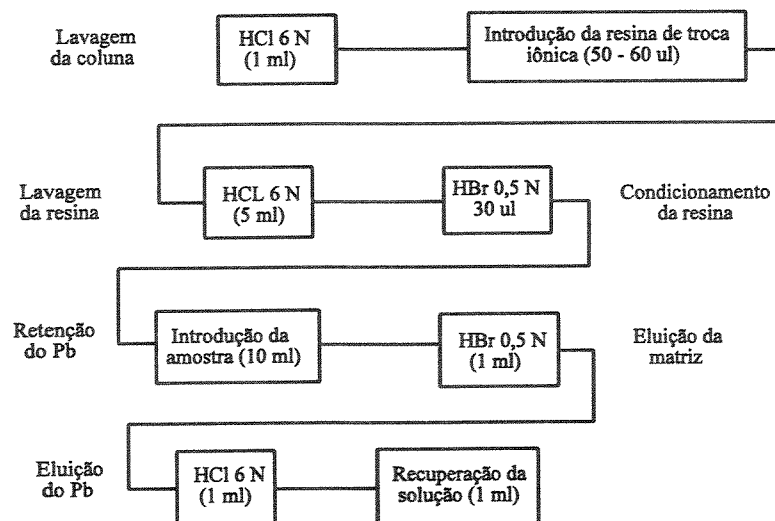 Lavagem
da coluna
HCl 6 N
(1 ml)
Introdução da resina de troca
iônica (50 - 60 ul)
Lavagem
da resina
HCL 6 N
(5 ml)
HBr 0,5 N
30 ul
Condicionamento
da resina
Retenção
do Pb
Introdução da
amostra (10 ml)
HBr 0,5 N
(1 ml)
Eluição da
matriz
Eluição
do Pb
HCl 6 N
(1 ml)
Recuperação da
solução (1 ml)